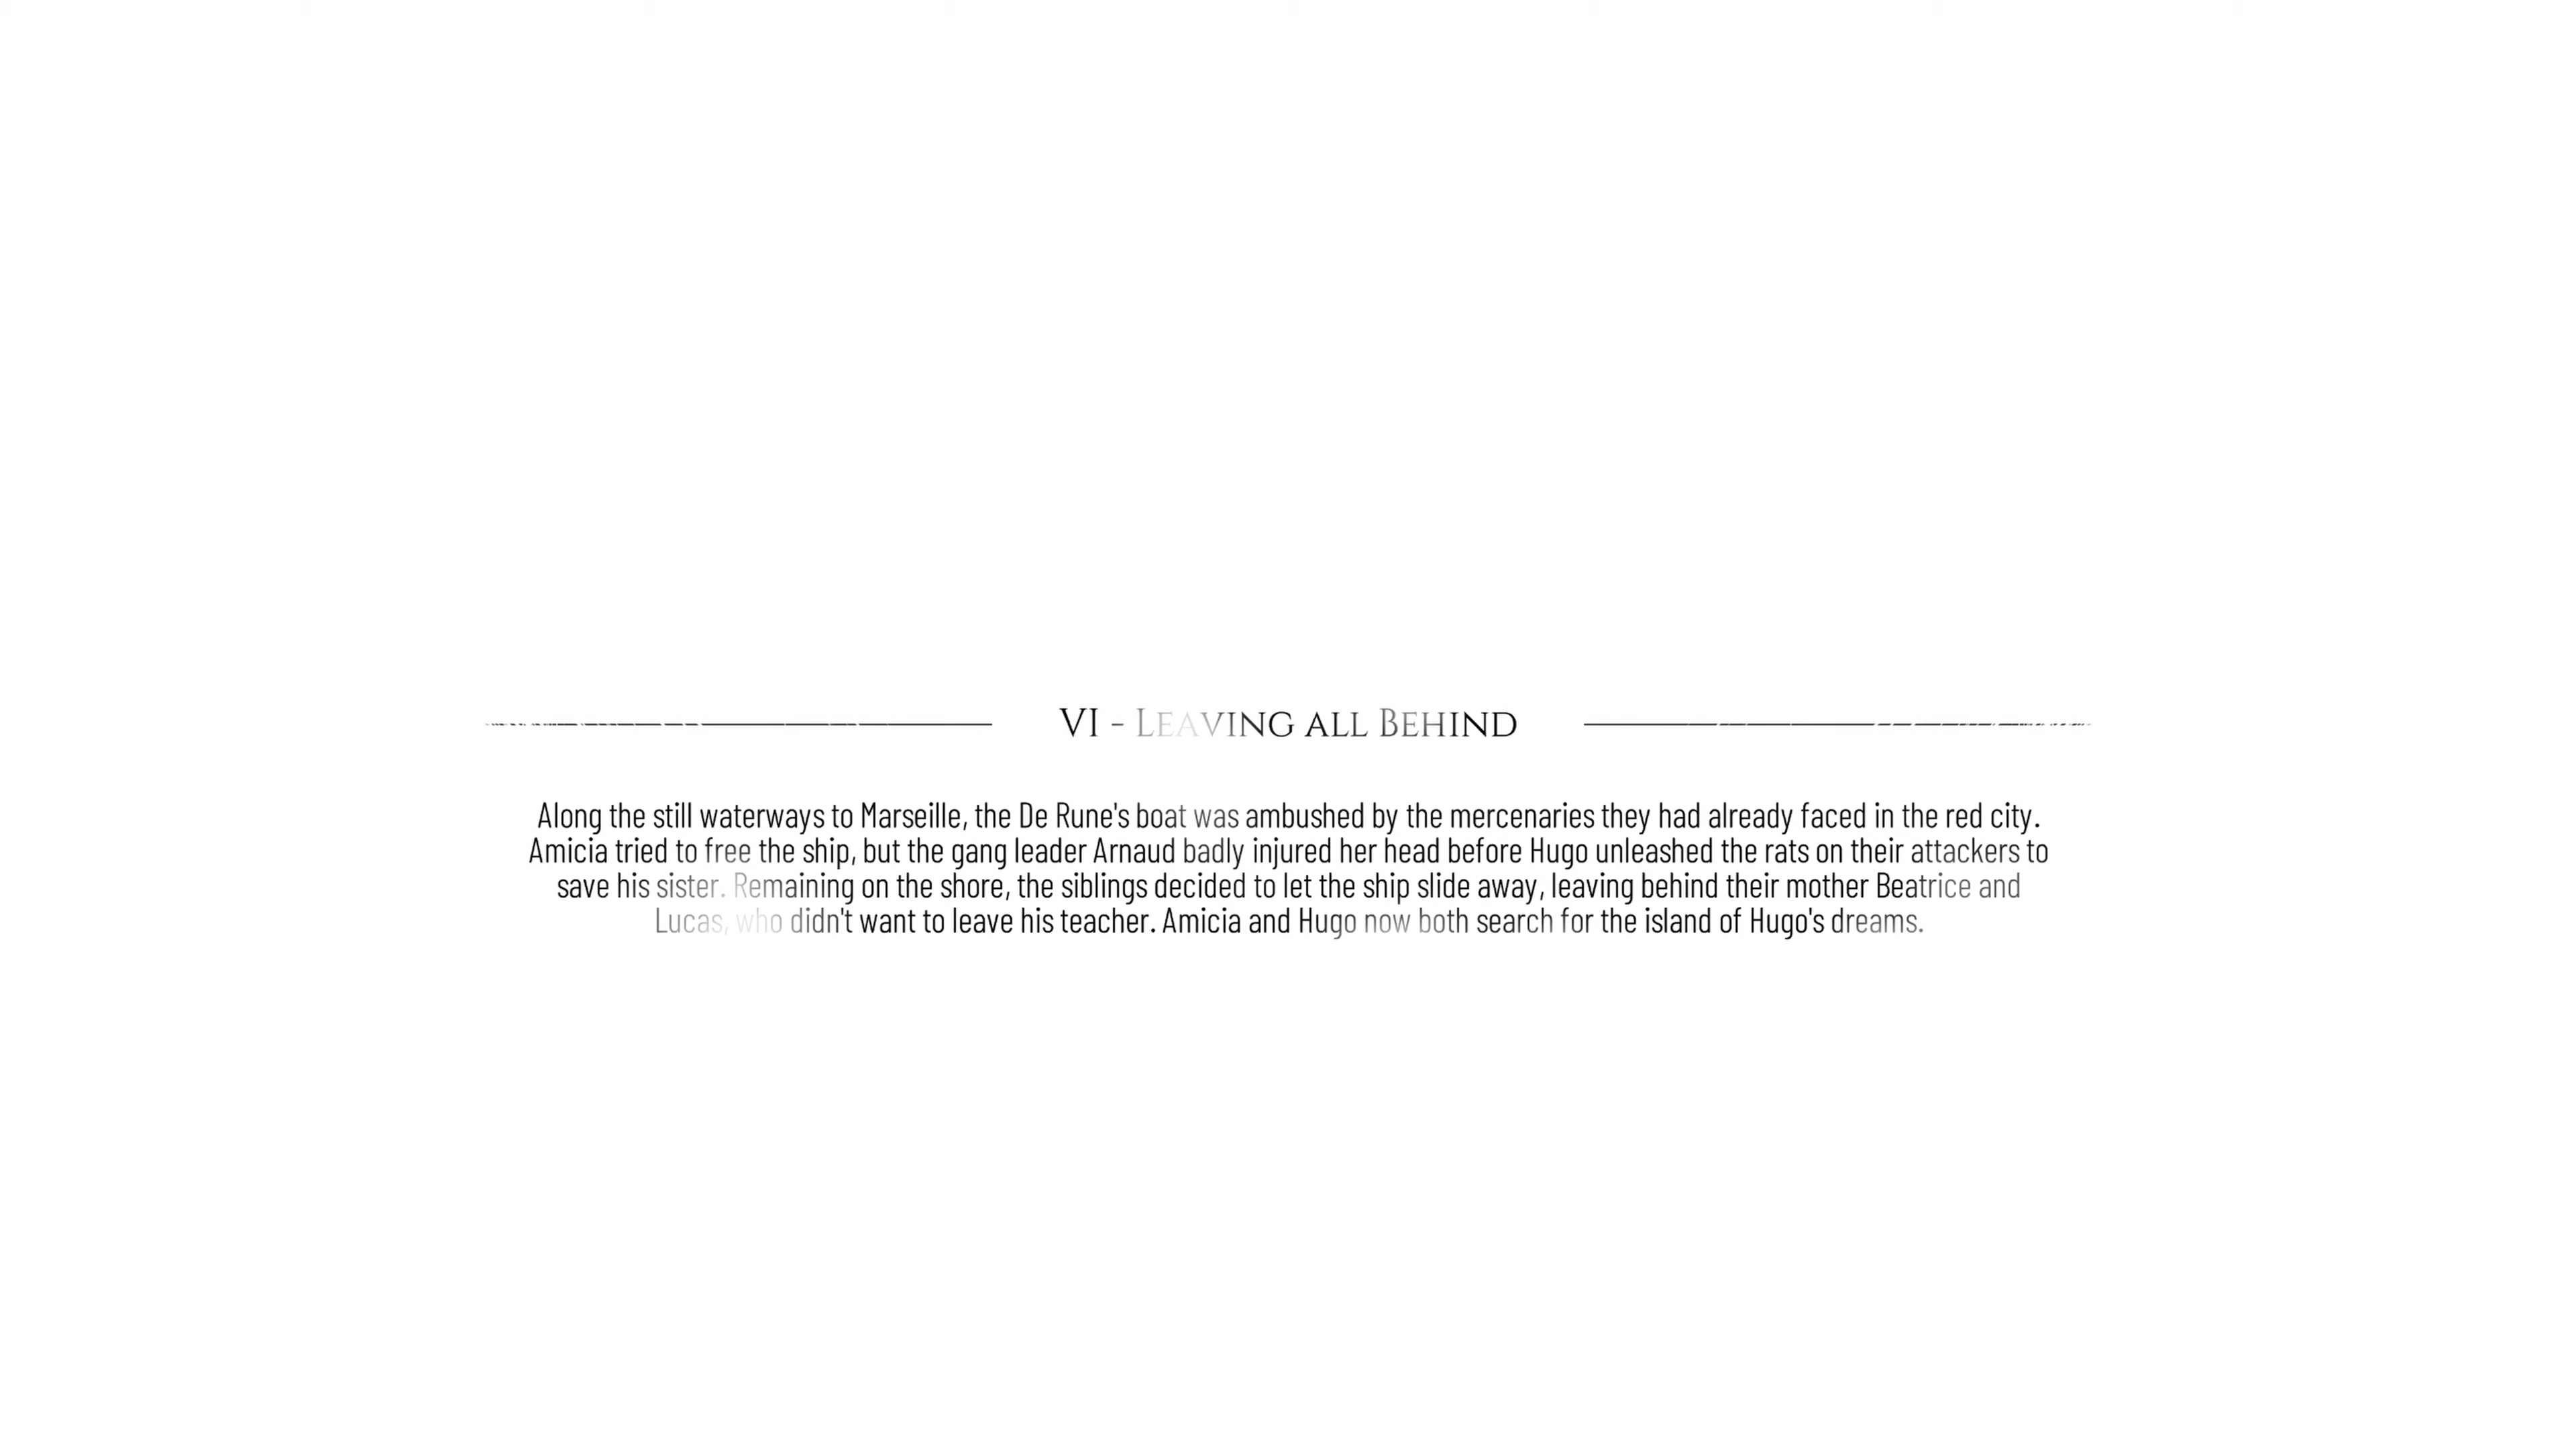 VI - Leaving all Behind
Along the still waterways to Marseille, the De Rune's boat was ambushed by the mercenaries they had already faced in the red city.
Amicia tried to free the ship, but the gang leader Arnaud badly injured her head before Hugo unleashed the rats on their attackers to
save his sister. Remaining on the shore, the siblings decided to let the ship slide away, leaving behind their mother Beatrice and
Lucas, who didn't want to leave his teacher. Amicia and Hugo now both search for the island of Hugo's dreams.